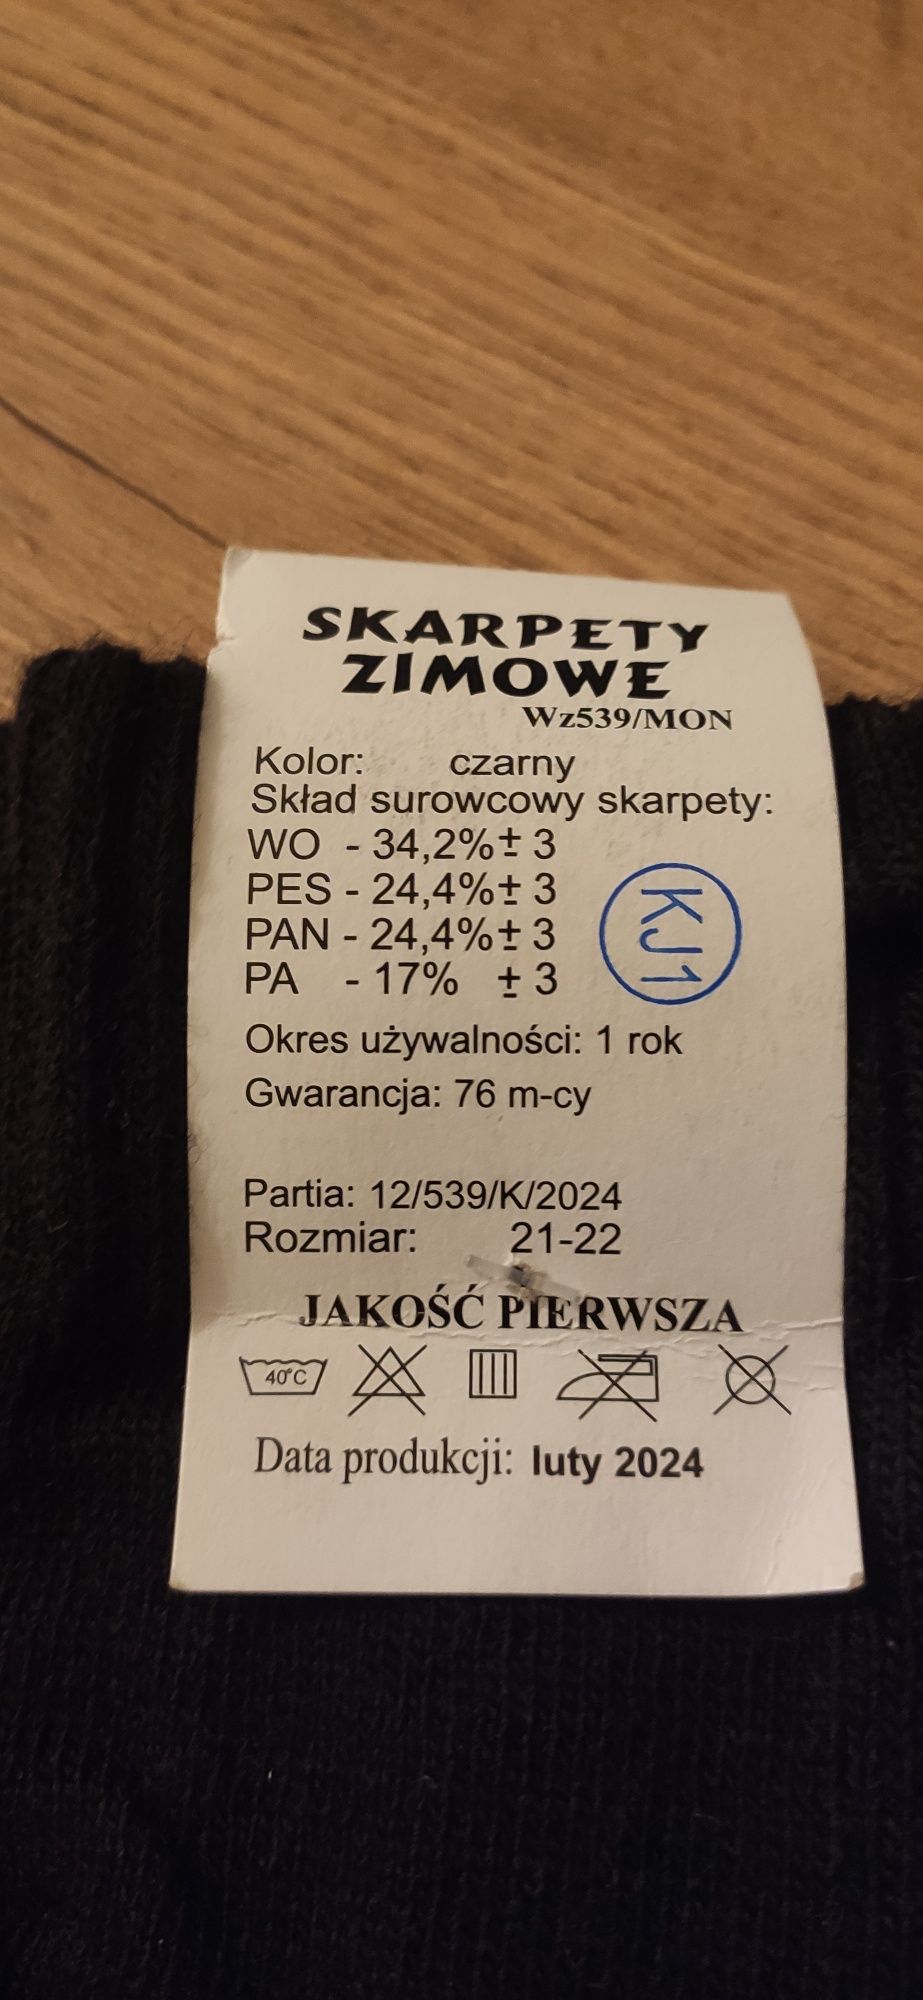 SKARPETY
ZIMOWE
Wz539/MON
Kolor: czarny
Skład surowcowy skarpety:
WO - 34,2% ± 3
PES - 24,4% ± 3
PAN - 24,4% ± 3
PA - 17% ± 3
KJ1
Okres używalności: 1 rok
Gwarancja: 76 m-cy
Partia: 12/539/K/2024
Rozmiar: 21-22
JAKOŚĆ PIERWSZA
40°C
Data produkcji: luty 2024